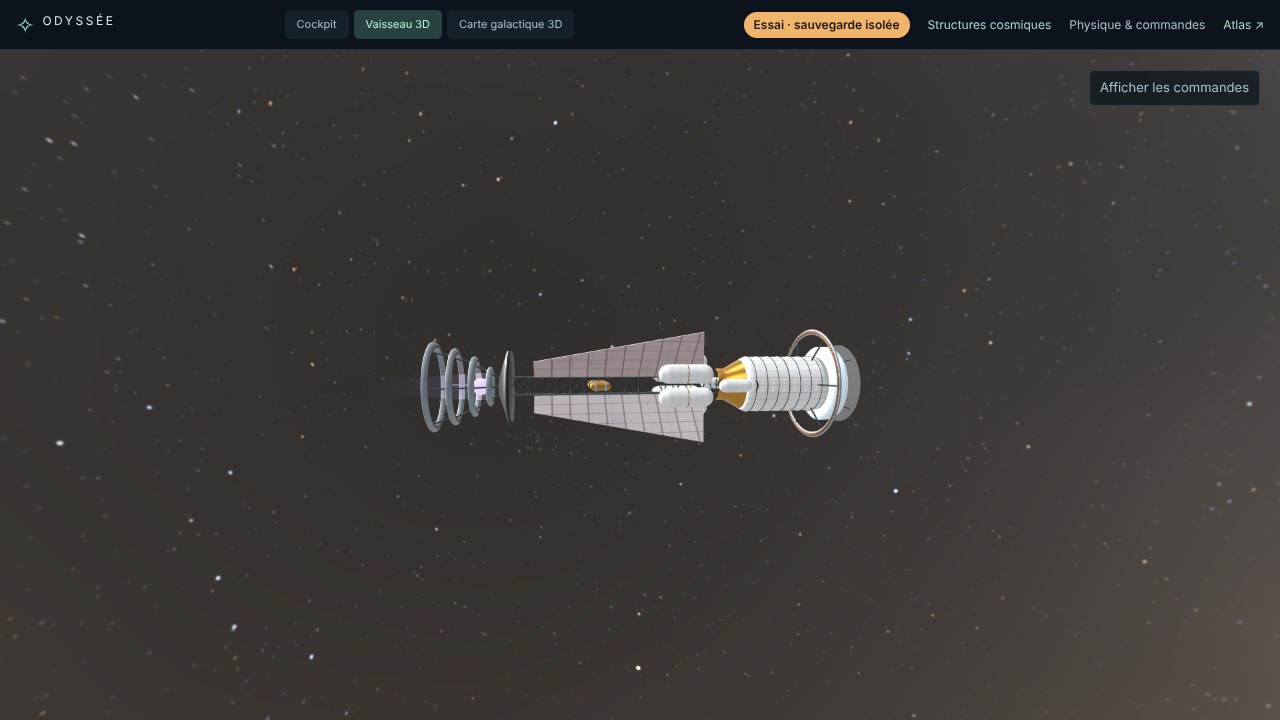 ODYSSÉE
Cockpit
Vaisseau 3D
Carte galactique 3D
Essai · sauvegarde isolée
Structures cosmiques
Physique & commandes
Atlas ↗
Afficher les commandes